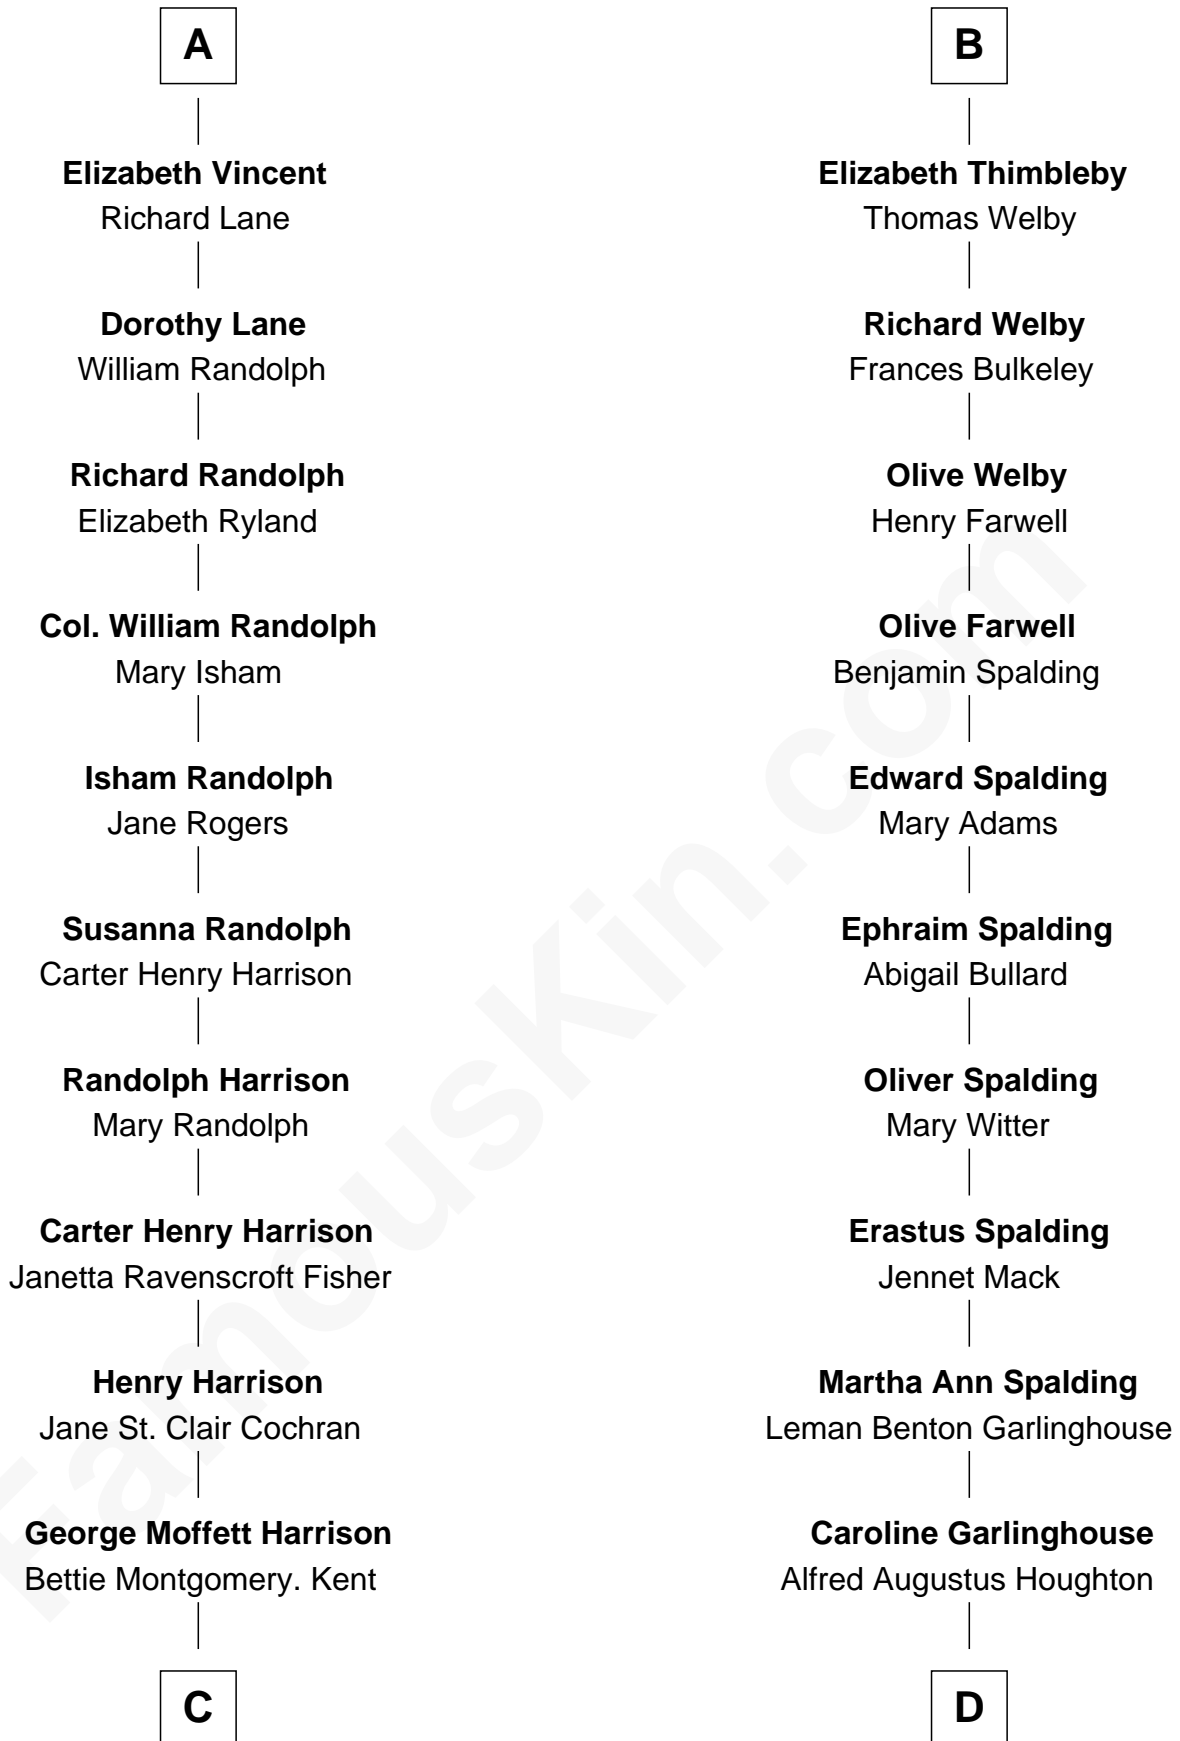 A
Elizabeth Vincent
Richard Lane
Dorothy Lane
William Randolph
Richard Randolph
Elizabeth Ryland
Col. William Randolph
Mary Isham
Isham Randolph
Jane Rogers
Susanna Randolph
Carter Henry Harrison
Randolph Harrison
Mary Randolph
Carter Henry Harrison
Janetta Ravenscroft Fisher
Henry Harrison
Jane St. Clair Cochran
George Moffett Harrison
Bettie Montgomery. Kent
C
B
Elizabeth Thimbleby
Thomas Welby
Richard Welby
Frances Bulkeley
Olive Welby
Henry Farwell
Olive Farwell
Benjamin Spalding
Edward Spalding
Mary Adams
Ephraim Spalding
Abigail Bullard
Oliver Spalding
Mary Witter
Erastus Spalding
Jennet Mack
Martha Ann Spalding
Leman Benton Garlinghouse
Caroline Garlinghouse
Alfred Augustus Houghton
D
FamousKin.com